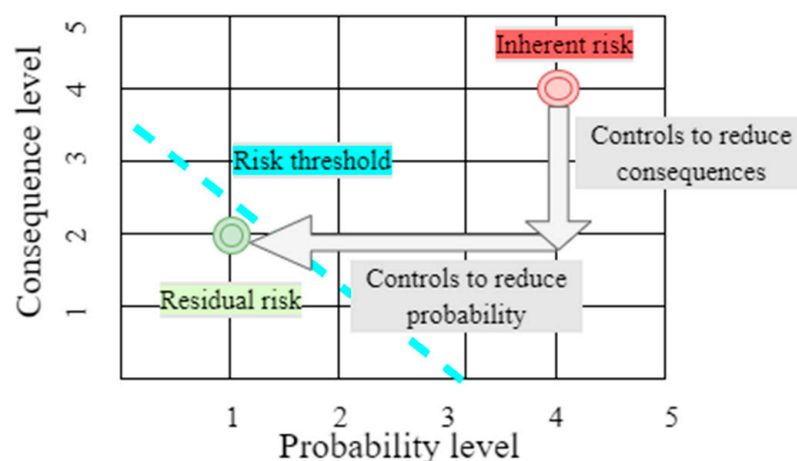 5
Inherent risk
4
Controls to reduce
consequences
3
Risk threshold
2
Controls to reduce
probability
Residual risk
1
Consequence level
1 2 3 4 5
Probability level